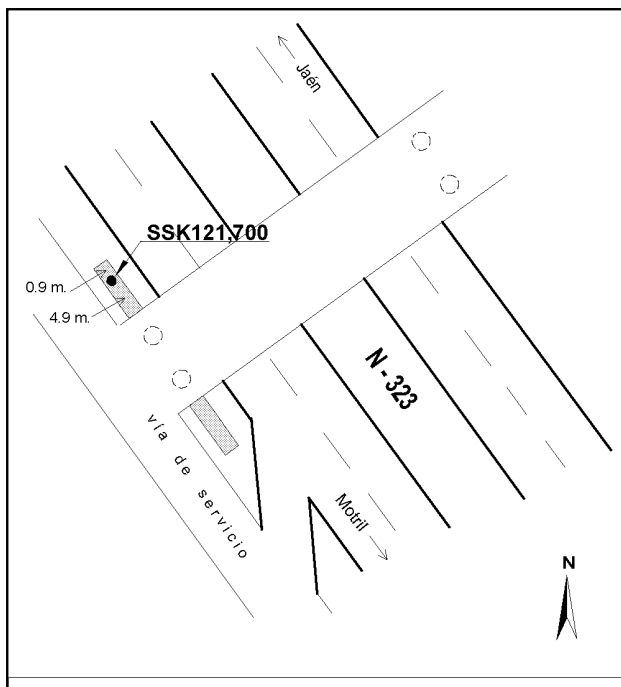 Jaén
SSK121,700
0.9 m.
4.9 m.
N - 323
vía de servicio
Motril
N